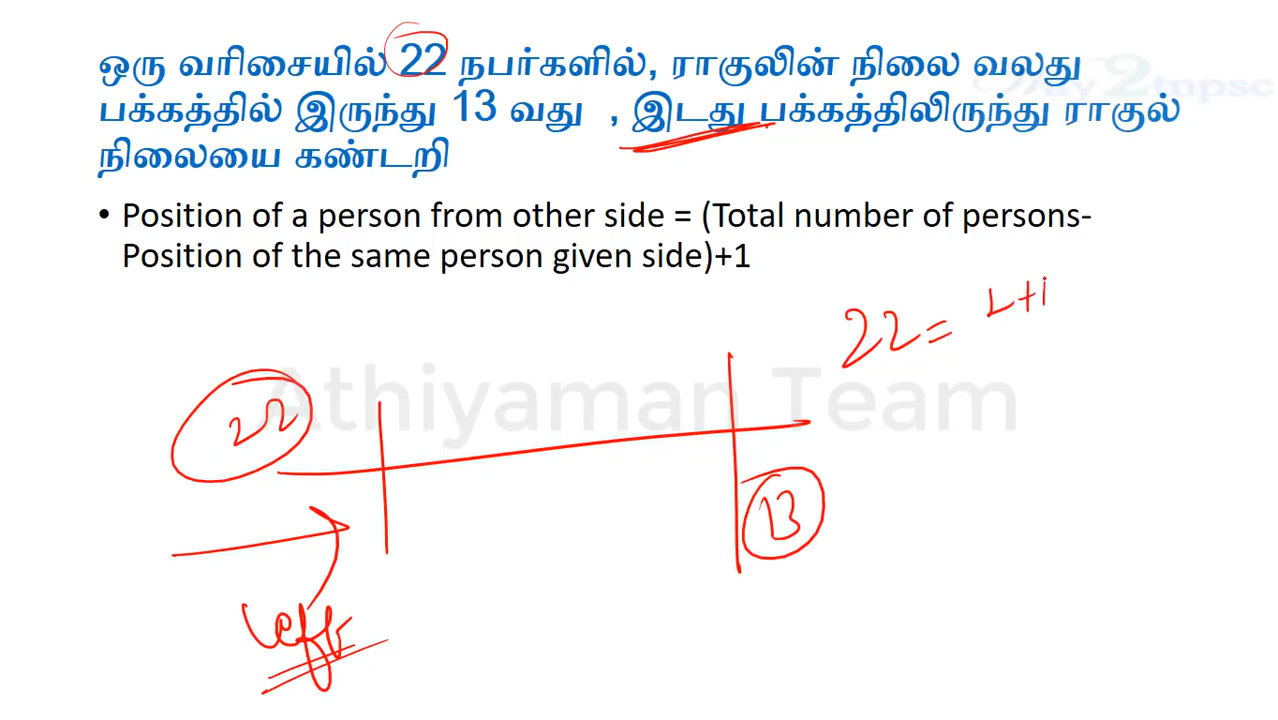 ஒரு வரிசையில் 22 நபர்களில், ராகுலின் நிலை வலது
பக்கத்தில் இருந்து 13 வது , இடது பக்கத்திலிருந்து ராகுல்
நிலையை கண்டறி
• Position of a person from other side = (Total number of persons-
Position of the same person given side)+1
22 = L+1
Athiyaman Team
22
13
left